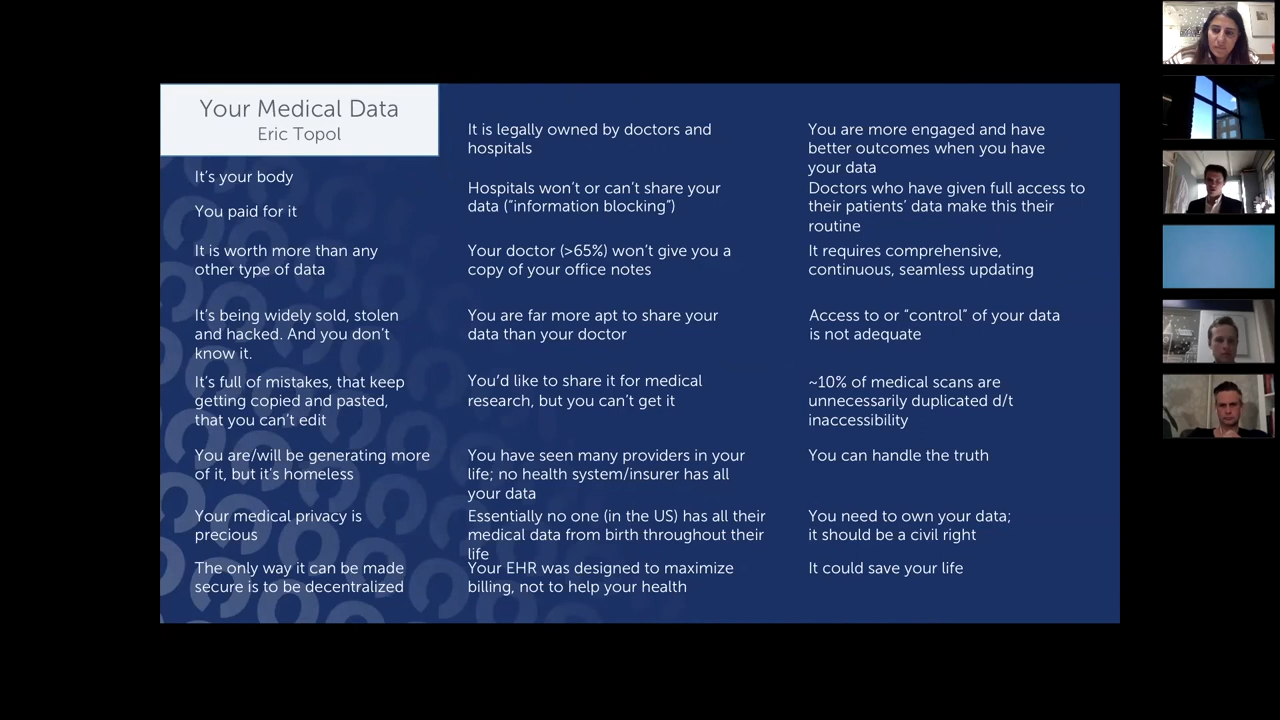 Your Medical Data
Eric Topol
It's your body
You paid for it
It is worth more than any
other type of data
It's being widely sold, stolen
and hacked. And you don't
know it.
It's full of mistakes, that keep
getting copied and pasted,
that you can't edit
You are/will be generating more
of it, but it's homeless
Your medical privacy is
precious
The only way it can be made
secure is to be decentralized
It is legally owned by doctors and
hospitals
Hospitals won't or can't share your
data ("information blocking")
Your doctor (>65%) won't give you a
copy of your office notes
You are far more apt to share your
data than your doctor
You'd like to share it for medical
research, but you can't get it
You have seen many providers in your
life; no health system/insurer has all
your data
Essentially no one (in the US) has all their
medical data from birth throughout their
life
Your EHR was designed to maximize
billing, not to help your health
You are more engaged and have
better outcomes when you have
your data
Doctors who have given full access to
their patients' data make this their
routine
It requires comprehensive,
continuous, seamless updating
Access to or "control" of your data
is not adequate
~10% of medical scans are
unnecessarily duplicated d/t
inaccessibility
You can handle the truth
You need to own your data;
it should be a civil right
It could save your life